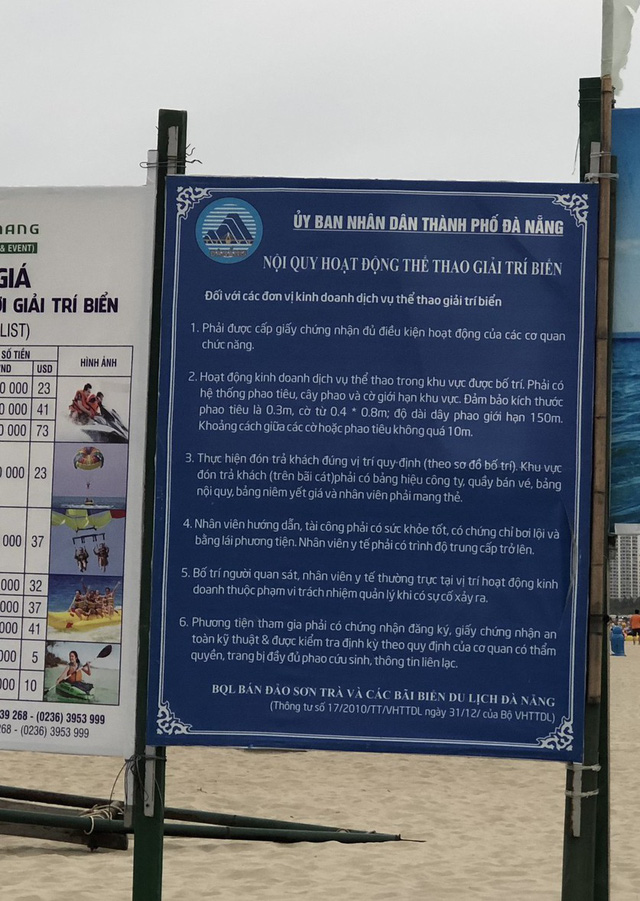 ANG
& EVENT)
GIÁ
I GIẢI TRÍ BIỂN
LIST)
SỐ TIỀN
HÌNH ẢNH
ND
USD
0 000
23
0 000
41
0 000
73
0 000
23
000
37
000
32
000
37
000
41
000
5
000
10
39 268 - (0236) 3953 999
268 - (0236) 3953 999
ỦY BAN NHÂN DÂN THÀNH PHỐ ĐÀ NẴNG
NỘI QUY HOẠT ĐỘNG THỂ THAO GIẢI TRÍ BIỂN
Đối với các đơn vị kinh doanh dịch vụ thể thao giải trí biển
1. Phải được cấp giấy chứng nhận đủ điều kiện hoạt động của các cơ quan
chức năng.
2. Hoạt động kinh doanh dịch vụ thể thao trong khu vực được bố trí. Phải có
hệ thống phao tiêu, cây phao và cờ giới hạn khu vực. Đảm bảo kích thước
phao tiêu là 0.3m, cờ từ 0.4 * 0.8m; độ dài dây phao giới hạn 150m.
Khoảng cách giữa các cờ hoặc phao tiêu không quá 10m.
3. Thực hiện đón trả khách đúng vị trí quy định (theo sơ đồ bố trí). Khu vực
đón trả khách (trên bãi cát)phải có bảng hiệu công ty, quầy bán vé, bảng
nội quy, bảng niêm yết giá và nhân viên phải mang thẻ.
4. Nhân viên hướng dẫn, tài công phải có sức khỏe tốt, có chứng chỉ bơi lội và
bằng lái phương tiện. Nhân viên y tế phải có trình độ trung cấp trở lên.
5. Bố trí người quan sát, nhân viên y tế thường trực tại vị trí hoạt động kinh
doanh thuộc phạm vi trách nhiệm quản lý khi có sự cố xảy ra.
6. Phương tiện tham gia phải có chứng nhận đăng ký, giấy chứng nhận an
toàn kỹ thuật & được kiểm tra định kỳ theo quy định của cơ quan có thẩm
quyền, trang bị đầy đủ phao cứu sinh, thông tin liên lạc.
BQL BÁN ĐẢO SƠN TRÀ VÀ CÁC BÃI BIỂN DU LỊCH ĐÀ NẴNG
(Thông tư số 17/2010/TT/VHTTDL ngày 31/12/ của Bộ VHTTDL)